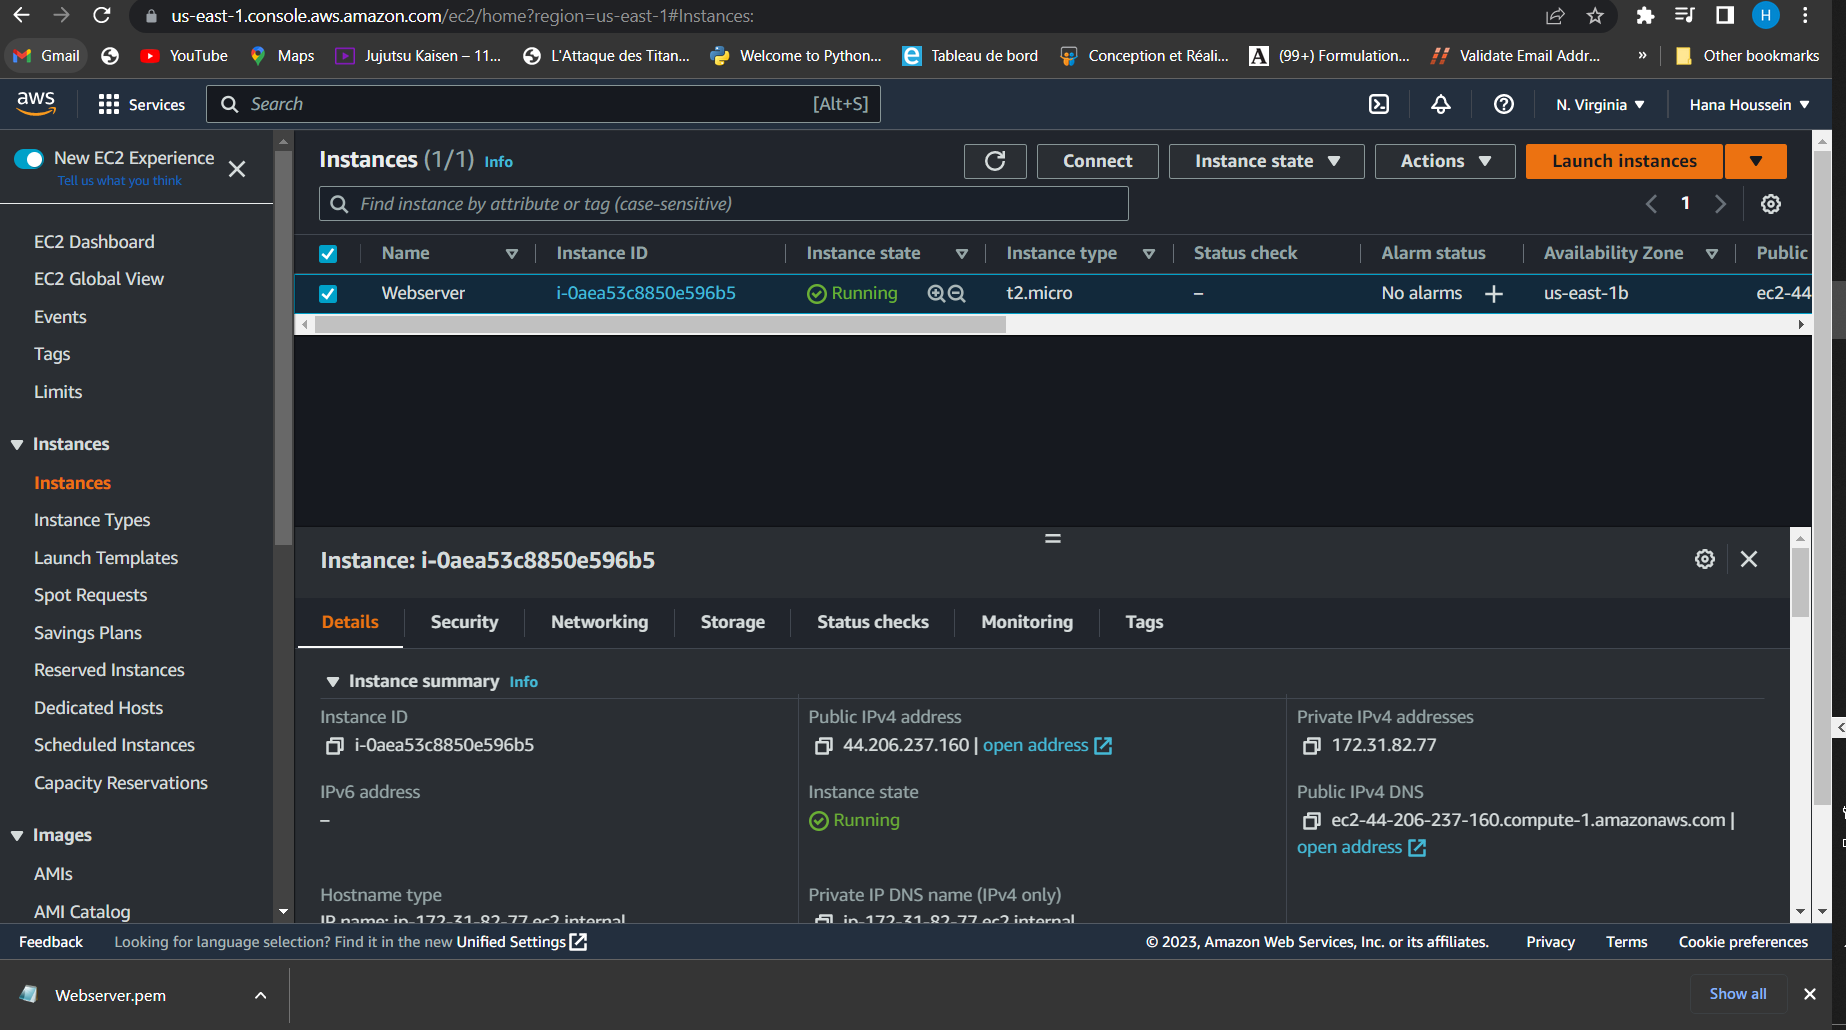 us-east-1.console.aws.amazon.com/ec2/home?region=us-east-1#Instances:
H
Gmail
YouTube
Maps
Jujutsu Kaisen – 11...
L'Attaque des Titan...
Welcome to Python...
Tableau de bord
Conception et Réali...
(99+) Formulation...
Validate Email Addr...
»
Other bookmarks
aws
Services
Search
[Alt+S]
N. Virginia
Hana Houssein
New EC2 Experience
Tell us what you think
EC2 Dashboard
EC2 Global View
Events
Tags
Limits
Instances
Instances
Instance Types
Launch Templates
Spot Requests
Savings Plans
Reserved Instances
Dedicated Hosts
Scheduled Instances
Capacity Reservations
Images
AMIs
AMI Catalog
Instances (1/1) Info
Connect
Instance state
Actions
Launch instances
Find instance by attribute or tag (case-sensitive)
1
Name
Instance ID
Instance state
Instance type
Status check
Alarm status
Availability Zone
Public
Webserver
i-0aea53c8850e596b5
Running
t2.micro
–
No alarms
us-east-1b
ec2-44
Instance: i-0aea53c8850e596b5
Details
Security
Networking
Storage
Status checks
Monitoring
Tags
Instance summary Info
Instance ID
i-0aea53c8850e596b5
Public IPv4 address
44.206.237.160 | open address
Private IPv4 addresses
172.31.82.77
IPv6 address
–
Instance state
Running
Public IPv4 DNS
ec2-44-206-237-160.compute-1.amazonaws.com |
open address
Hostname type
IP name: ip-172-31-82-77.ec2.internal
Private IP DNS name (IPv4 only)
ip-172-31-82-77.ec2.internal
Feedback
Looking for language selection? Find it in the new Unified Settings
© 2023, Amazon Web Services, Inc. or its affiliates.
Privacy
Terms
Cookie preferences
Webserver.pem
Show all